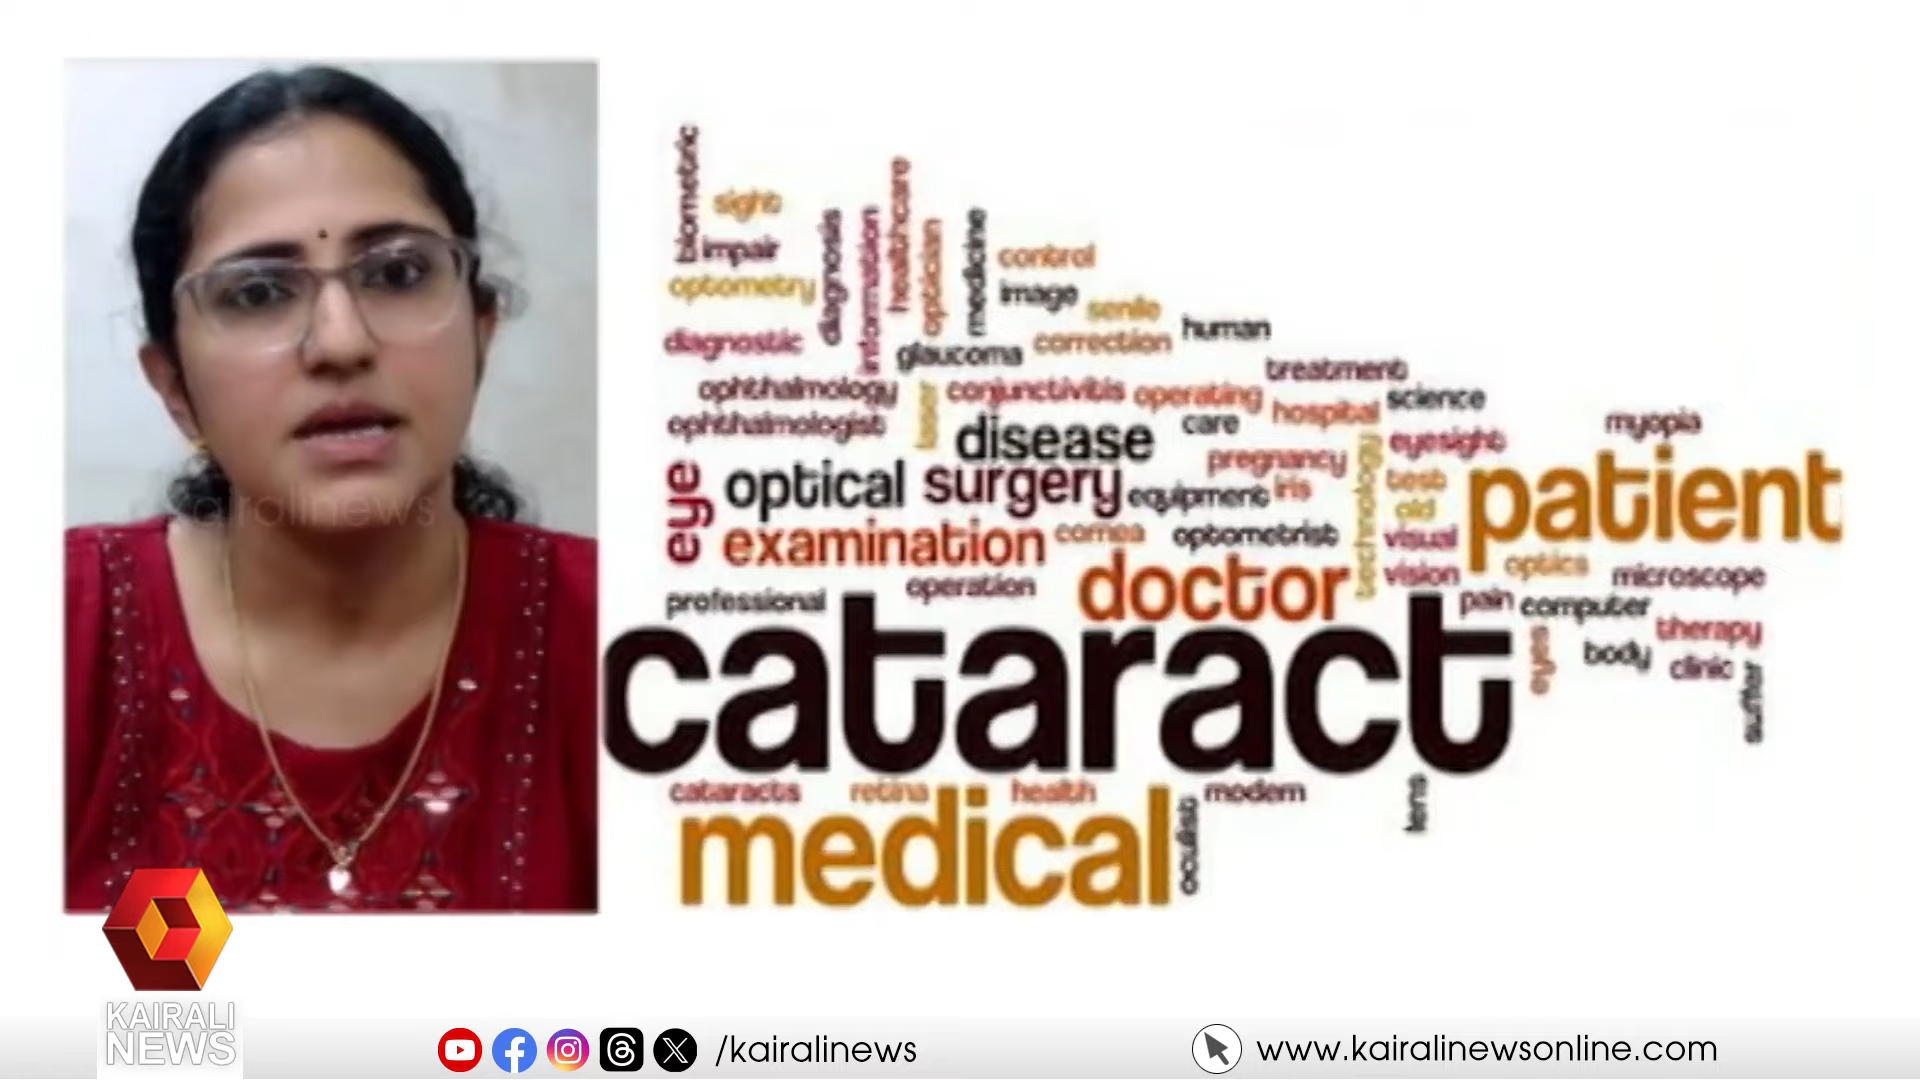 biometric
sight
impair
optometry
diagnosis
information
healthcare
optician
medicine
control
image
senile
human
diagnostic
glaucoma
correction
treatment
ophthalmology
laser
conjunctivitis
operating
hospital
science
ophthalmologist
disease
care
technology
eyesight
myopia
eye
optical
surgery
equipment
pregnancy
iris
test
old
patient
examination
cornea
optometrist
visual
optics
operation
doctor
vision
microscope
professional
pain
computer
therapy
cataract
eyes
body
clinic
suffer
cataracts
retina
health
modern
lens
medical
oculist
kairalinews
KAIRALI
NEWS
/kairalinews
www.kairalinewsonline.com